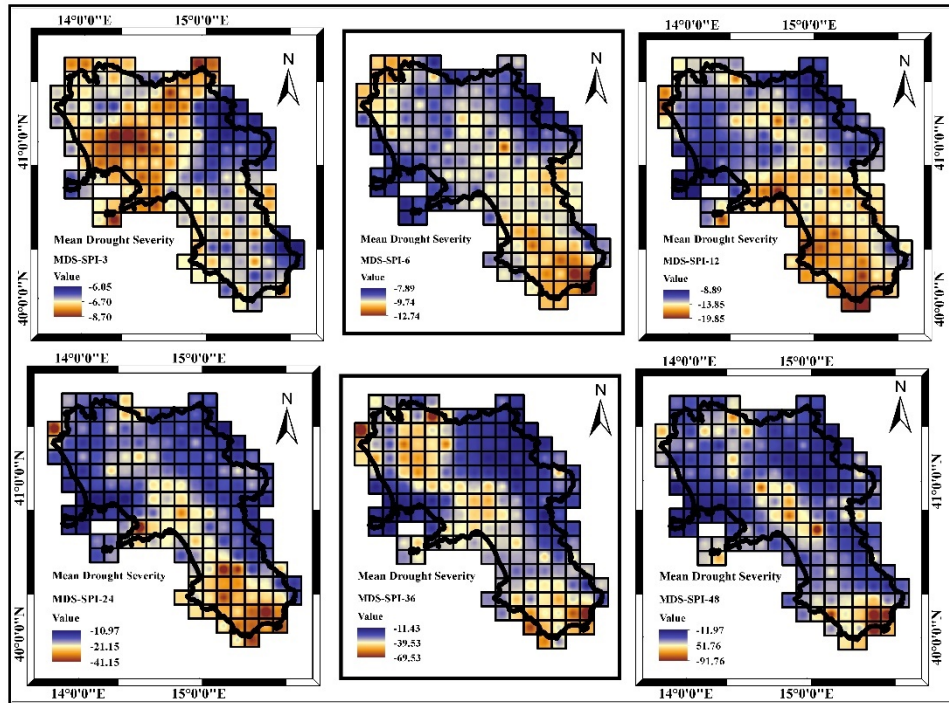 14°0'0"E 15°0'0"E
N
41°0'0"N
40°0'0"N
Mean Drought Severity
MDS-SPI-3
Value
-6.05
-6.70
-8.70
N
Mean Drought Severity
MDS-SPI-6
Value
-7.89
-9.74
-12.74
15°0'0"E
N
41°0'0"N
40°0'0"N
Mean Drought Severity
MDS-SPI-12
Value
-8.89
-13.85
-19.85
14°0'0"E 15°0'0"E
N
41°0'0"N
40°0'0"N
Mean Drought Severity
MDS-SPI-24
Value
-10.97
-21.15
-41.15
14°0'0"E 15°0'0"E
N
Mean Drought Severity
MDS-SPI-36
Value
-11.43
-39.53
-69.53
14°0'0"E 15°0'0"E
N
41°0'0"N
40°0'0"N
Mean Drought Severity
MDS-SPI-48
Value
-11.97
51.76
-91.76
14°0'0"E 15°0'0"E